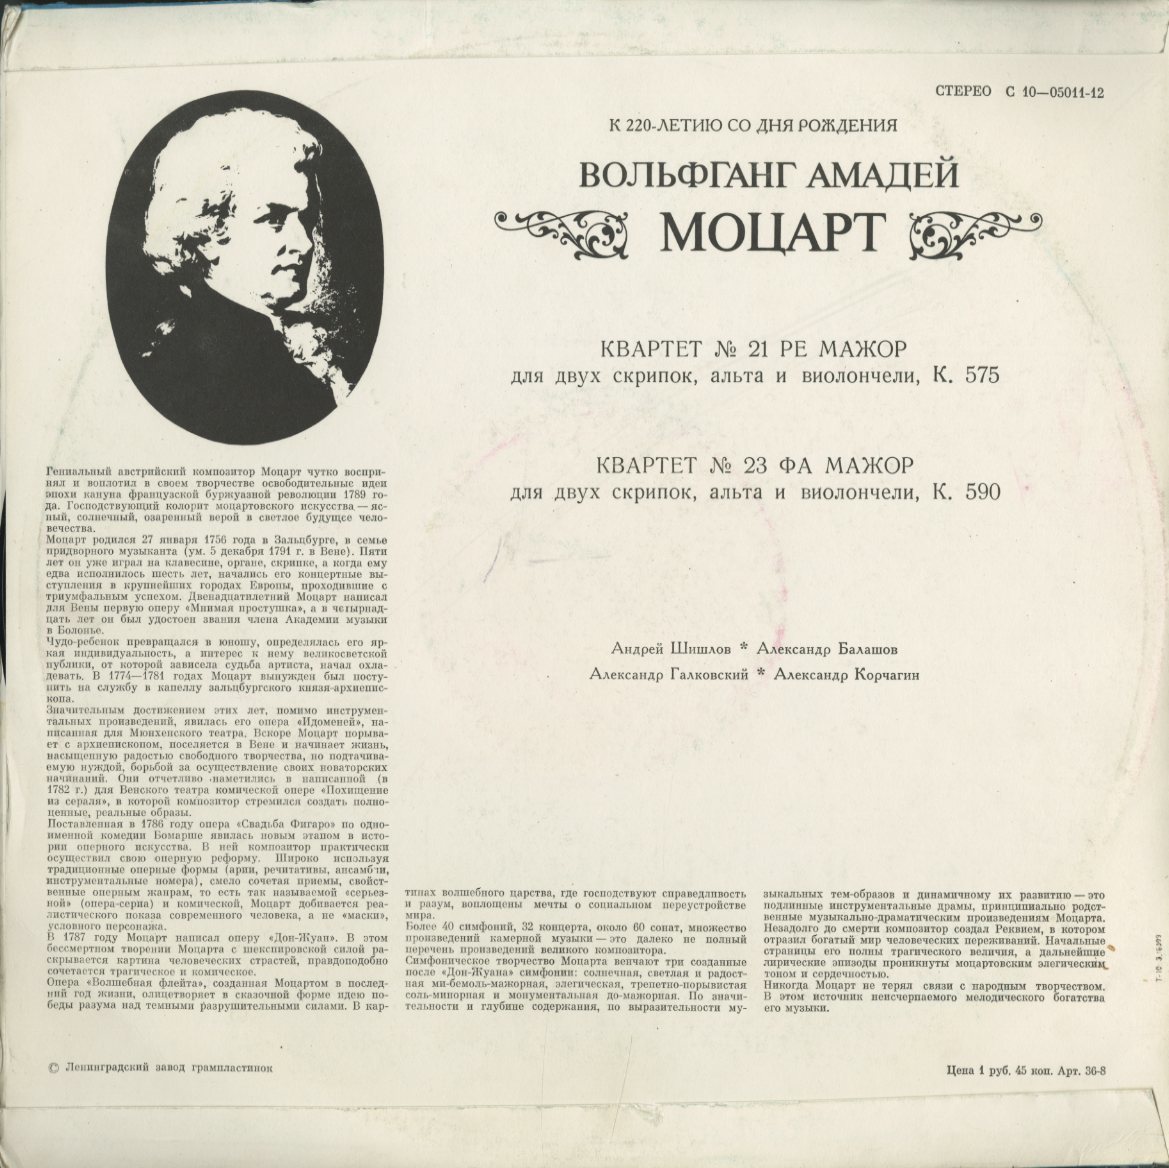 СТЕРЕО С 10—05011-12
К 220-ЛЕТИЮ СО ДНЯ РОЖДЕНИЯ
ВОЛЬФГАНГ АМАДЕЙ
МОЦАРТ
КВАРТЕТ № 21 РЕ МАЖОР
для двух скрипок, альта и виолончели, К. 575
КВАРТЕТ № 23 ФА МАЖОР
для двух скрипок, альта и виолончели, К. 590
Андрей Шишлов * Александр Балашов
Александр Галковский * Александр Корчагин
Гениальный австрийский композитор Моцарт чутко воспри-
нял и воплотил в своем творчестве освободительные идеи
эпохи кануна французской буржуазной революции 1789 го-
да. Господствующий колорит моцартовского искусства — яс-
ный, солнечный, озаренный верой в светлое будущее чело-
вечества.
Моцарт родился 27 января 1756 года в Зальцбурге, в семье
придворного музыканта (ум. 5 декабря 1791 г. в Вене). Пяти
лет он уже играл на клавесине, органе, скрипке, а когда ему
едва исполнилось шесть лет, начались его концертные вы-
ступления в крупнейших городах Европы, проходившие с
триумфальным успехом. Двенадцатилетний Моцарт написал
для Вены первую оперу «Мнимая простушка», а в четырнад-
цать лет он был удостоен звания члена Академии музыки
в Болонье.
Чудо-ребенок превращался в юношу, определялась его яр-
кая индивидуальность, а интерес к нему великосветской
публики, от которой зависела судьба артиста, начал охла-
девать. В 1774—1781 годах Моцарт вынужден был посту-
пить на службу в капеллу зальцбургского князя-архиепис-
копа.
Значительным достижением этих лет, помимо инструмен-
тальных произведений, явилась его опера «Идоменей», на-
писанная для Мюнхенского театра. Вскоре Моцарт порыва-
ет с архиепископом, поселяется в Вене и начинает жизнь,
насыщенную радостью свободного творчества, но подтачива-
емую нуждой, борьбой за осуществление своих новаторских
начинаний. Они отчетливо наметились в написанной (в
1782 г.) для Венского театра комической опере «Похищение
из сераля», в которой композитор стремился создать полно-
ценные, реальные образы.
Поставленная в 1786 году опера «Свадьба Фигаро» по одно-
именной комедии Бомарше явилась новым этапом в исто-
рии оперного искусства. В ней композитор практически
осуществил свою оперную реформу. Широко используя
традиционные оперные формы (арии, речитативы, ансамбли,
инструментальные номера), смело сочетая приемы, свойст-
венные оперным жанрам, то есть так называемой «серьез-
ной» (опера-сериа) и комической, Моцарт добивается реа-
листического показа современного человека, а не «маски»,
условного персонажа.
В 1787 году Моцарт написал оперу «Дон-Жуан». В этом
бессмертном творении Моцарта с шекспировской силой ра-
скрывается картина человеческих страстей, правдоподобно
сочетается трагическое и комическое.
Опера «Волшебная флейта», созданная Моцартом в послед-
ний год жизни, олицетворяет в сказочной форме идею по-
беды разума над темными разрушительными силами. В кар-
тинах волшебного царства, где господствуют справедливость
и разум, воплощены мечты о социальном переустройстве
мира.
Более 40 симфоний, 32 концерта, около 60 сонат, множество
произведений камерной музыки — это далеко не полный
перечень произведений великого композитора.
Симфоническое творчество Моцарта венчают три созданные
после «Дон-Жуана» симфонии: солнечная, светлая и радост-
ная ми-бемоль-мажорная, элегическая, трепетно-порывистая
соль-минорная и монументальная до-мажорная. По значи-
тельности и глубине содержания, по выразительности му-
зыкальных тем-образов и динамичному их развитию — это
подлинные инструментальные драмы, принципиально родст-
венные музыкально-драматическим произведениям Моцарта.
Незадолго до смерти композитор создал Реквием, в котором
отразил богатый мир человеческих переживаний. Начальные
страницы его полны трагического величия, а дальнейшие
лирические эпизоды проникнуты моцартовским элегическим
тоном и сердечностью.
Никогда Моцарт не терял связи с народным творчеством.
В этом источник неисчерпаемого мелодического богатства
его музыки.
© Ленинградский завод грампластинок
Цена 1 руб. 45 коп. Арт. 36-8